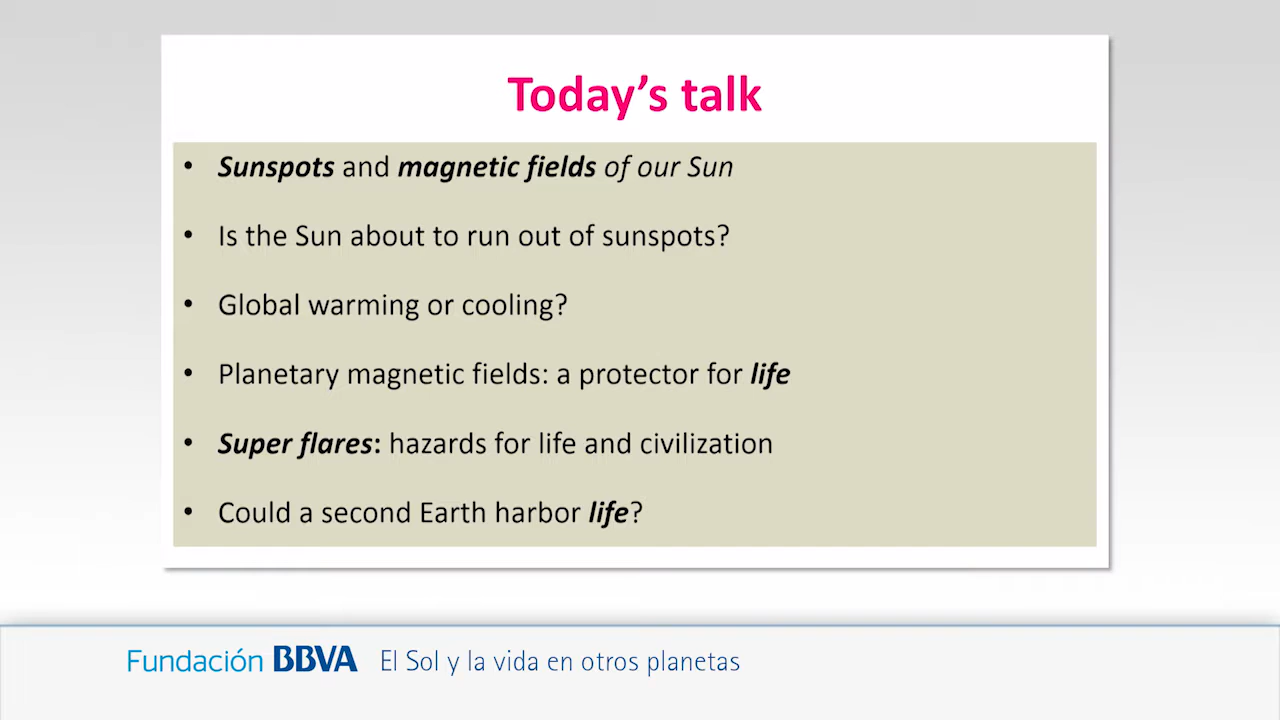 Today’s talk
• Sunspots and magnetic fields of our Sun
• Is the Sun about to run out of sunspots?
• Global warming or cooling?
• Planetary magnetic fields: a protector for life
• Super flares: hazards for life and civilization
• Could a second Earth harbor life?
Fundación BBVA El Sol y la vida en otros planetas